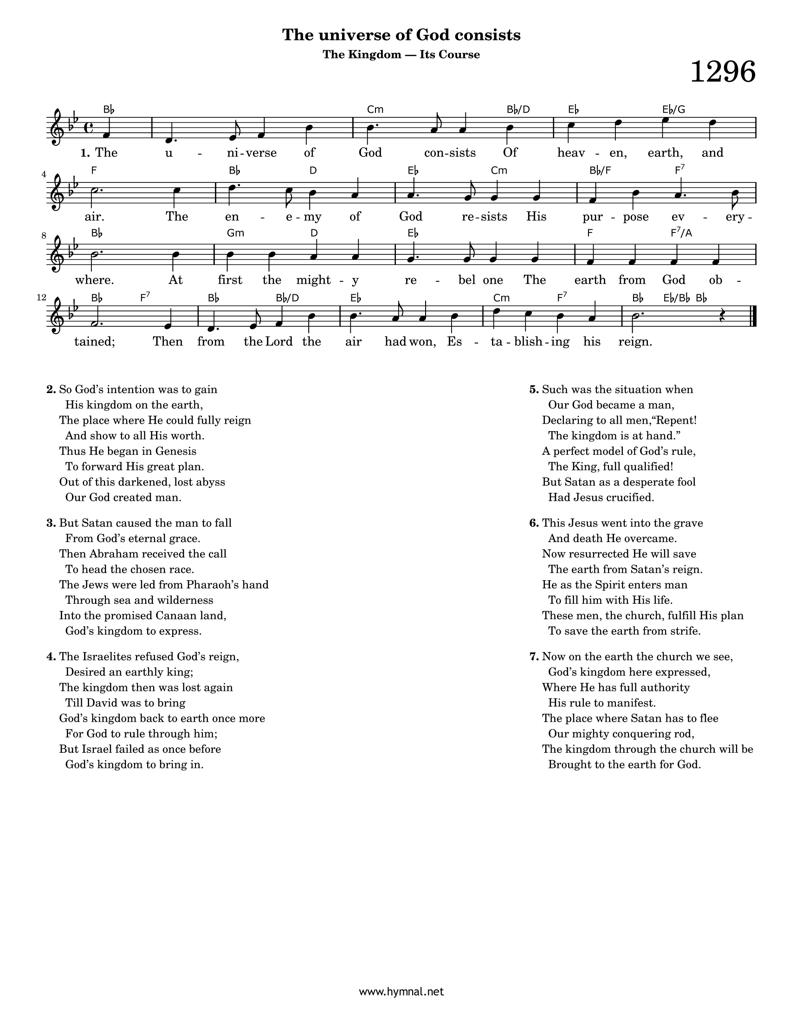 The universe of God consists
The Kingdom — Its Course
1296
B♭ Cm B♭/D E♭ E♭/G
1. The u - ni-verse of God con-sists Of heav - en, earth, and
4 F B♭ D E♭ Cm B♭/F F7
air. The en - e-my of God re-sists His pur-pose ev - ery-
8 B♭ Gm D E♭ F F7/A
where. At first the might-y re - bel one The earth from God ob -
12 B♭ F7 B♭ B♭/D E♭ Cm F7 B♭ E♭/B♭ B♭
tained; Then from the Lord the air had won, Es - ta-blish-ing his reign.
2. So God's intention was to gain
His kingdom on the earth,
The place where He could fully reign
And show to all His worth.
Thus He began in Genesis
To forward His great plan.
Out of this darkened, lost abyss
Our God created man.
3. But Satan caused the man to fall
From God's eternal grace.
Then Abraham received the call
To head the chosen race.
The Jews were led from Pharaoh's hand
Through sea and wilderness
Into the promised Canaan land,
God's kingdom to express.
4. The Israelites refused God's reign,
Desired an earthly king;
The kingdom then was lost again
Till David was to bring
God's kingdom back to earth once more
For God to rule through him;
But Israel failed as once before
God's kingdom to bring in.
5. Such was the situation when
Our God became a man,
Declaring to all men,“Repent!
The kingdom is at hand.”
A perfect model of God's rule,
The King, full qualified!
But Satan as a desperate fool
Had Jesus crucified.
6. This Jesus went into the grave
And death He overcame.
Now resurrected He will save
The earth from Satan's reign.
He as the Spirit enters man
To fill him with His life.
These men, the church, fulfill His plan
To save the earth from strife.
7. Now on the earth the church we see,
God's kingdom here expressed,
Where He has full authority
His rule to manifest.
The place where Satan has to flee
Our mighty conquering rod,
The kingdom through the church will be
Brought to the earth for God.
www.hymnal.net